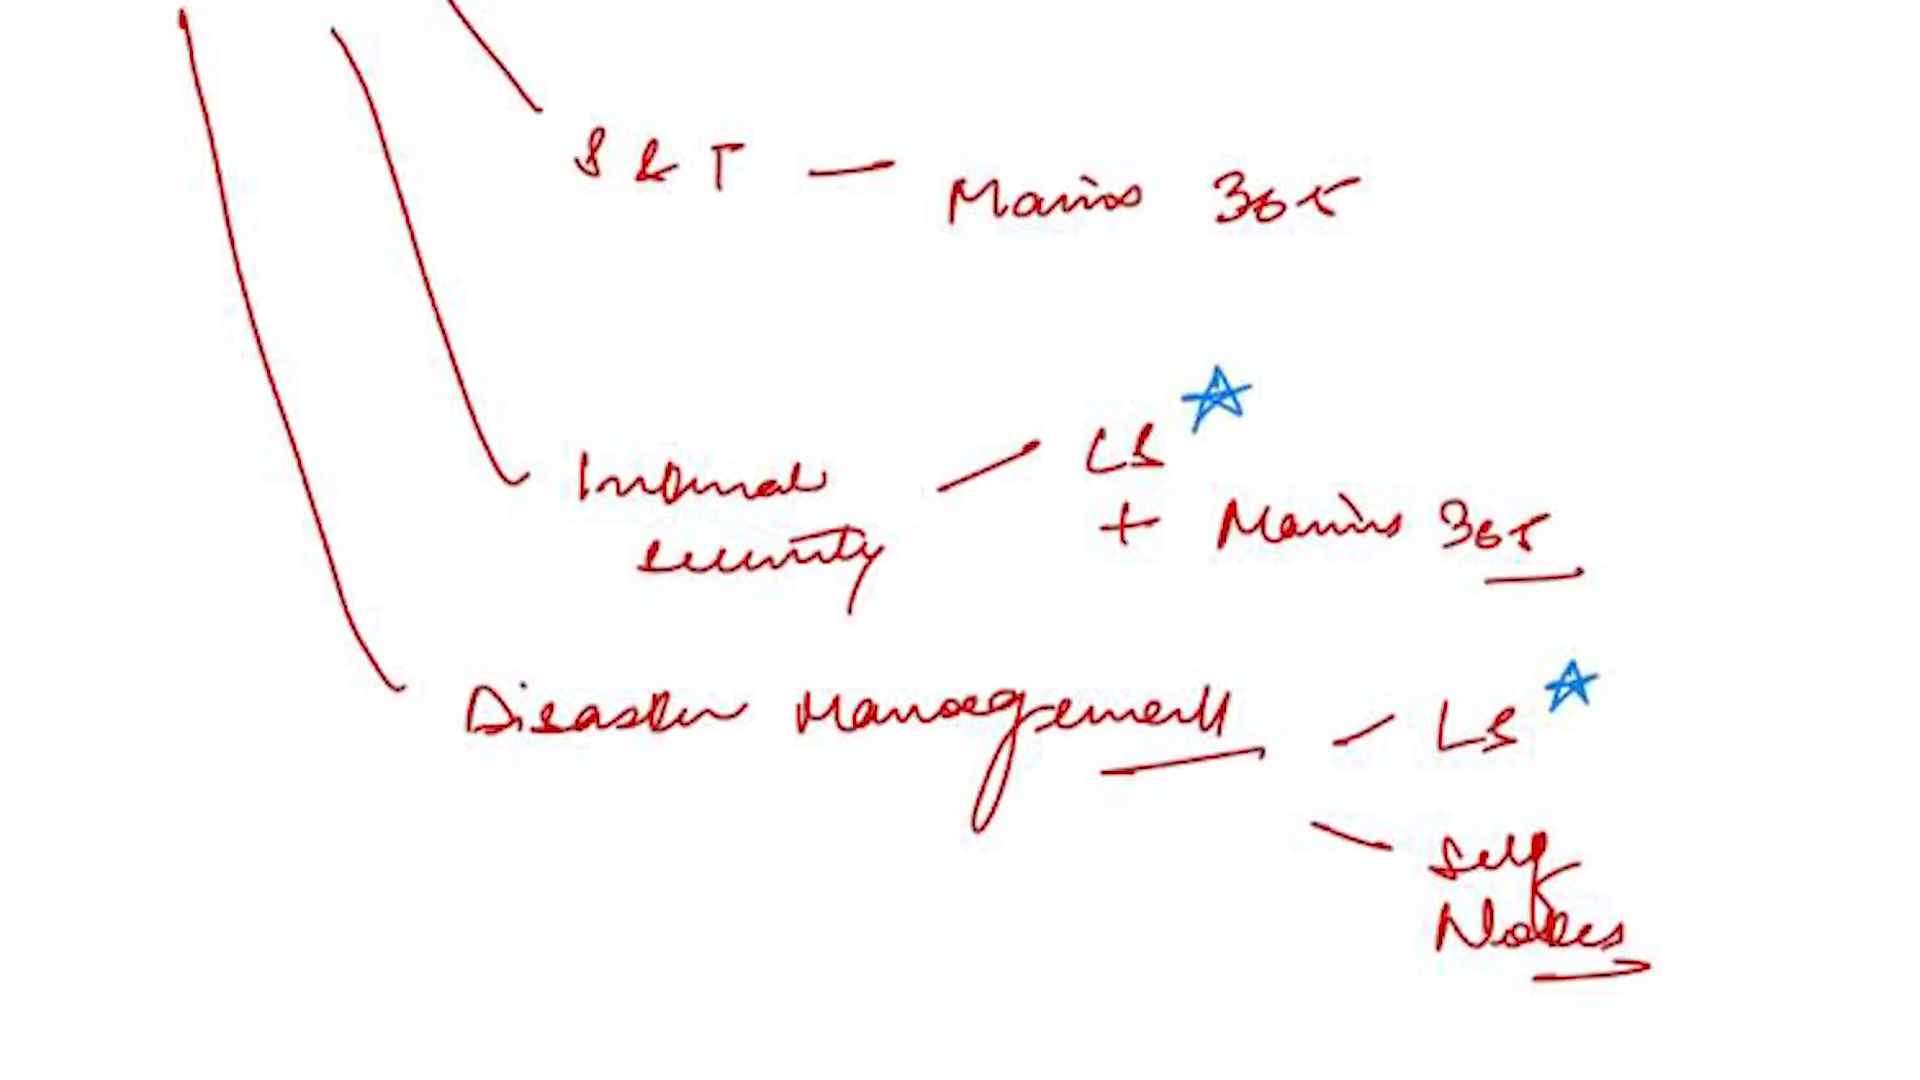 S & T — Mains 365
Internal — LS
security + Mains 365
Disaster Management — LS
Self
Notes